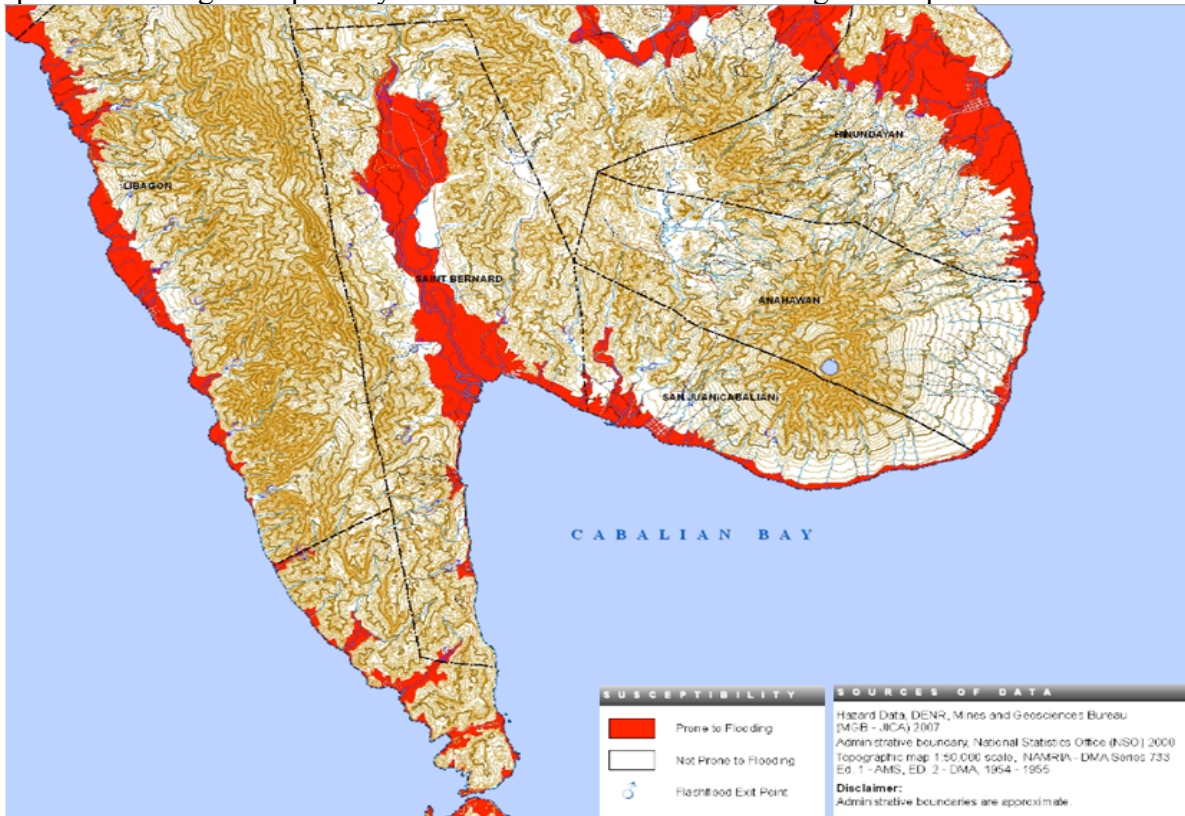 HINUNDAYAN
LIBAGON
SAINT BERNARD
ANAHAWAN
SAN JUAN(CABALIAN)
CABALIAN BAY
SUSCEPTIBILITY
Prone to Flooding
Not Prone to Flooding
Flashflood Exit Point
SOURCES OF DATA
Hazard Data, DENR, Mines and Geosciences Bureau
(MGB - JICA) 2007
Administrative boundary, National Statistics Office (NSO) 2000
Topographic map 1:50,000 scale, NAMRIA - DMA Series 733
Ed. 1 - AMS, ED. 2 - DMA, 1954 - 1955
Disclaimer:
Administrative boundaries are approximate.